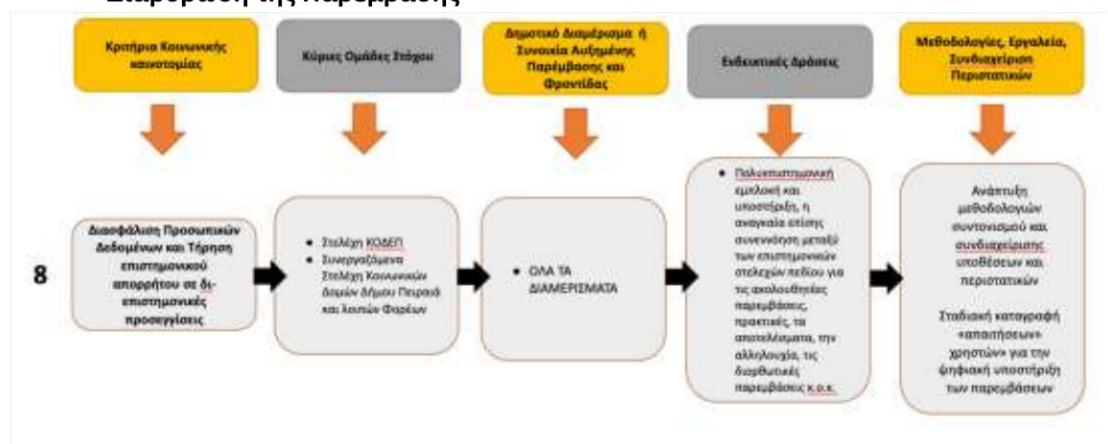 Διάρθρωση της Παρέμβασης
Κριτήρια Κοινωνικής
καινοτομίας
Κύριες Ομάδες Στόχου
Δημοτικό Διαμέρισμα ή
Συνοικία Αυξημένης
Παρέμβασης και
Φροντίδας
Ενδεικτικές Δράσεις
Μεθοδολογίες, Εργαλεία,
Συνδιαχείριση
Περιστατικών
8
Διασφάλιση Προσωπικών
Δεδομένων και Τήρηση
επιστημονικού
απορρήτου σε δι-
επιστημονικές
προσεγγίσεις
• Στελέχη ΚΟΔΕΠ
• Συνεργαζόμενα
Στελέχη Κοινωνικών
Δομών Δήμου Πειραιά
και λοιπών Φορέων
• ΟΛΑ ΤΑ
ΔΙΑΜΕΡΙΣΜΑΤΑ
• Πολυεπιστημονική
εμπλοκή και
υποστήριξη, η
αναγκαία επίσης
συνεννόηση μεταξύ
των επιστημονικών
στελεχών πεδίου για
τις ακολουθητέες
παρεμβάσεις,
πρακτικές, τα
αποτελέσματα, την
αλληλουχία, τις
διορθωτικές
παρεμβάσεις κ.ο.κ.
Ανάπτυξη
μεθοδολογιών
συντονισμού και
συνδιαχείρισης
υποθέσεων και
περιστατικών
Σταδιακή καταγραφή
«απαιτήσεων»
χρηστών» για την
ψηφιακή υποστήριξη
των παρεμβάσεων